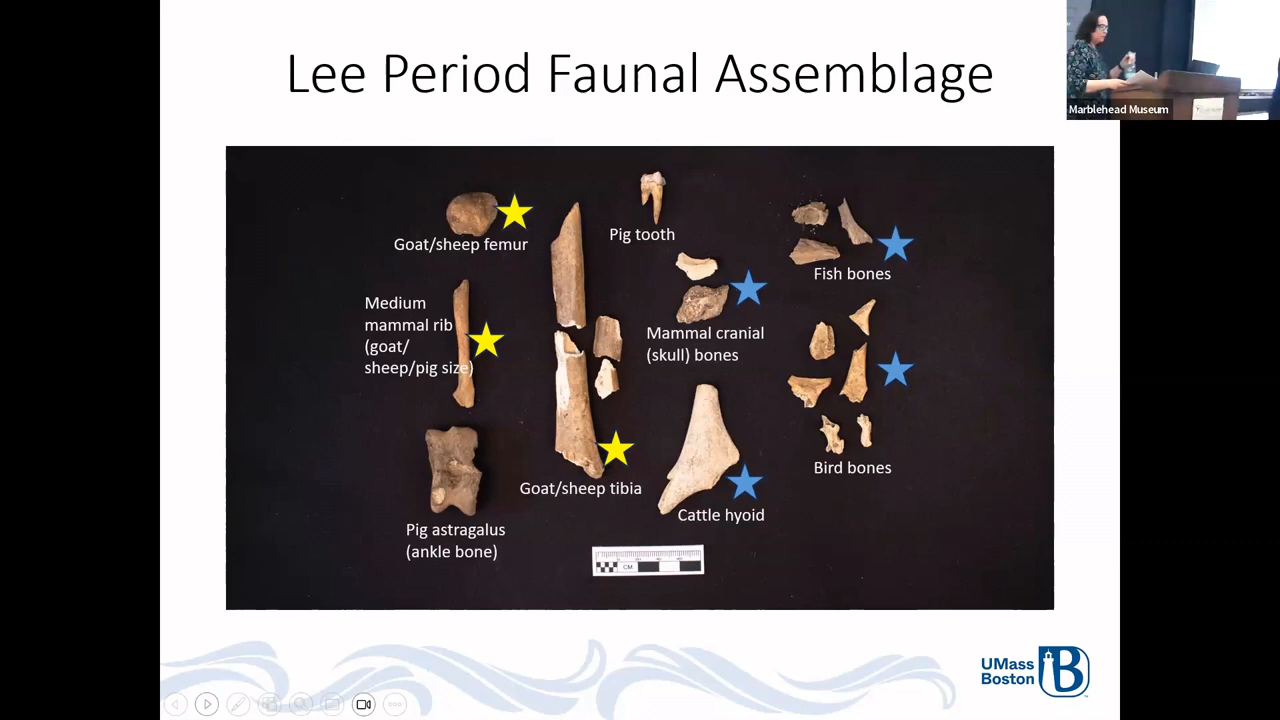 Lee Period Faunal Assemblage
Marblehead Museum
Goat/sheep femur
Pig tooth
Fish bones
Medium
mammal rib
(goat/
sheep/pig size)
Mammal cranial
(skull) bones
Bird bones
Goat/sheep tibia
Cattle hyoid
Pig astragalus
(ankle bone)
CM
UMass
Boston
B